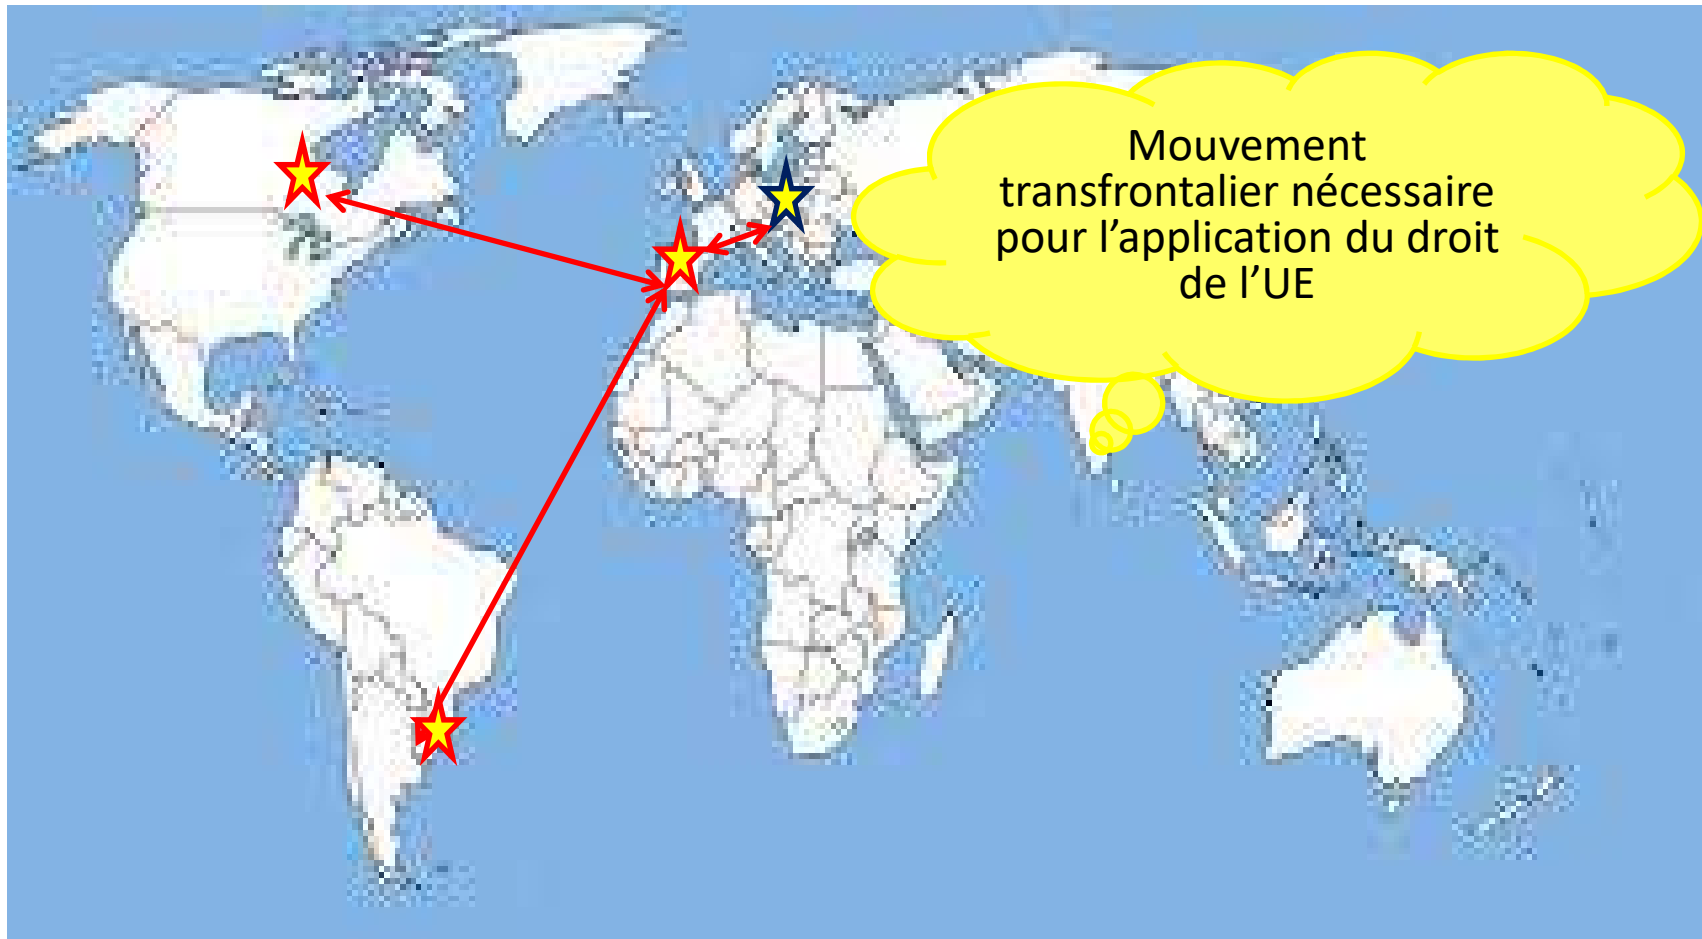 Mouvement
transfrontalier nécessaire
pour l’application du droit
de l’UE